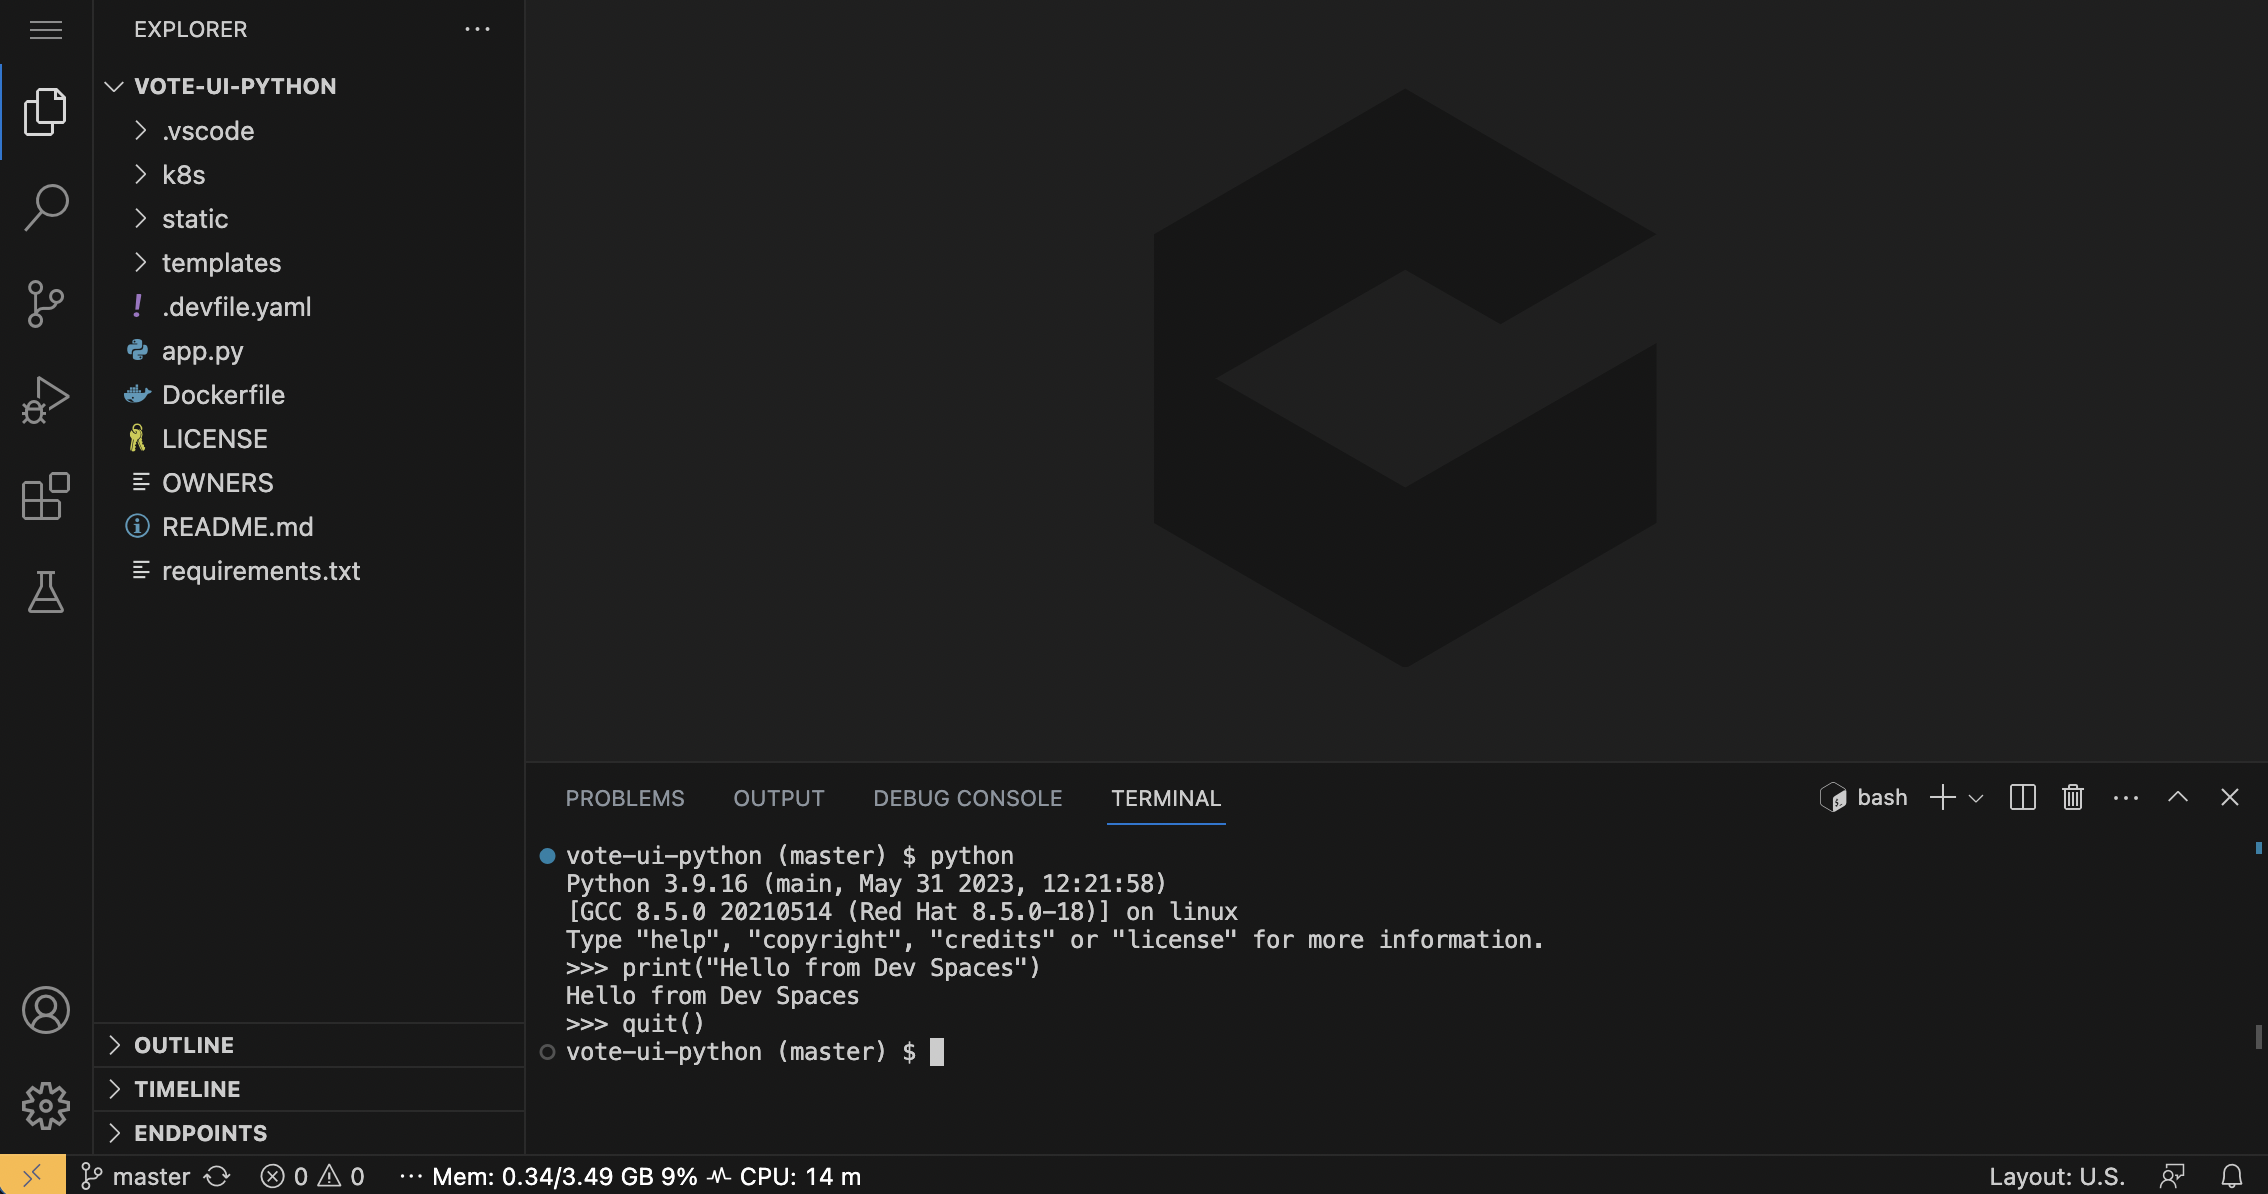 EXPLORER
VOTE-UI-PYTHON
.vscode
k8s
static
templates
.devfile.yaml
app.py
Dockerfile
LICENSE
OWNERS
README.md
requirements.txt
OUTLINE
TIMELINE
ENDPOINTS
PROBLEMS OUTPUT DEBUG CONSOLE TERMINAL bash
vote-ui-python (master) $ python
Python 3.9.16 (main, May 31 2023, 12:21:58)
[GCC 8.5.0 20210514 (Red Hat 8.5.0-18)] on linux
Type "help", "copyright", "credits" or "license" for more information.
>>> print("Hello from Dev Spaces")
Hello from Dev Spaces
>>> quit()
vote-ui-python (master) $
master 0 0 ··· Mem: 0.34/3.49 GB 9% CPU: 14 m Layout: U.S.